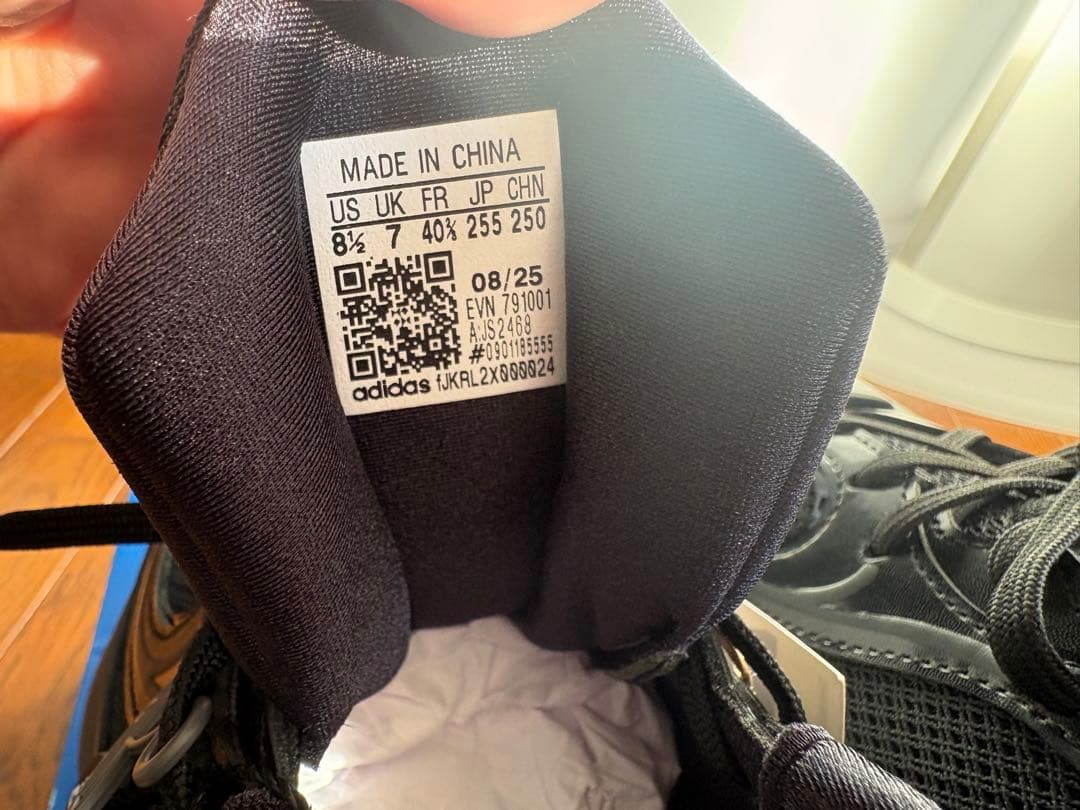 MADE IN CHINA
US UK FR JP CHN
8½ 7 40⅔ 255 250
08/25
EVN 791001
A:JS2468
#0901185555
adidas fJKRL2X000024